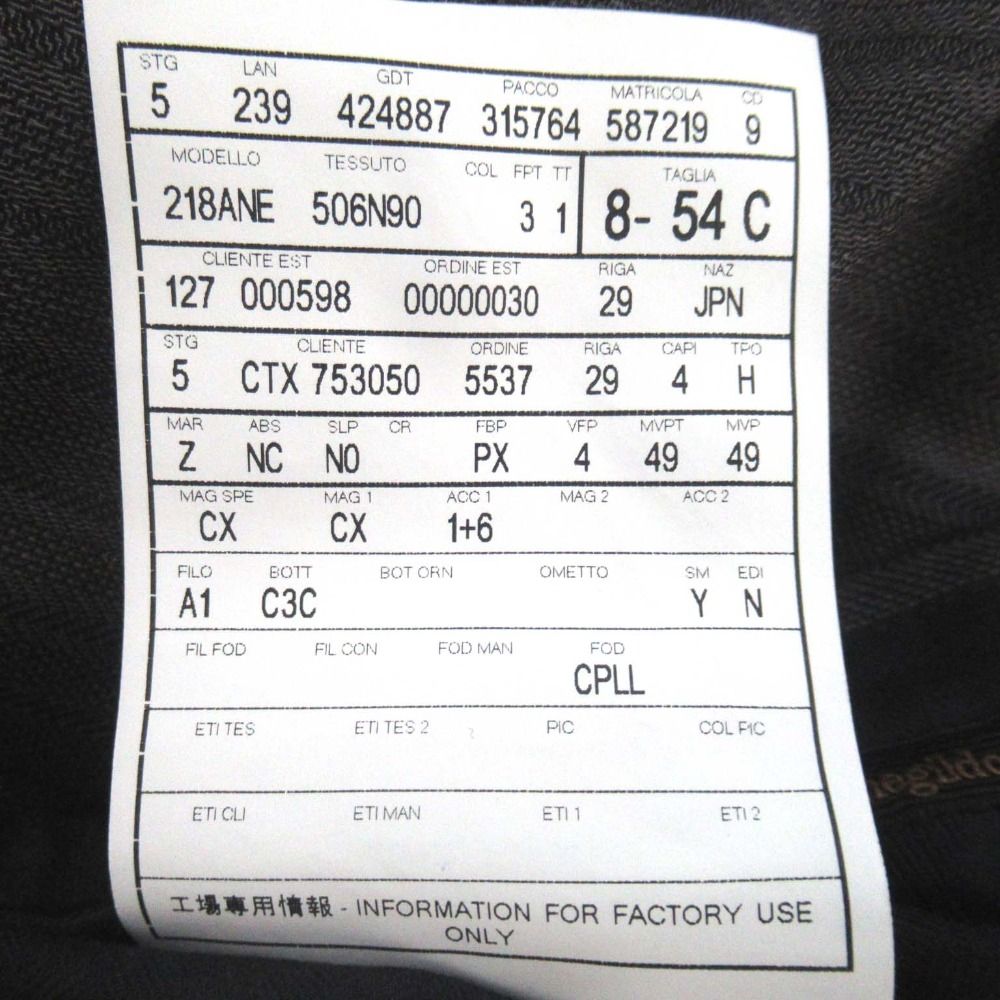 STG LAN GDT PACCO MATRICOLA CD
5 239 424887 315764 587219 9
MODELLO TESSUTO COL FPT TT TAGLIA
218ANE 506N90 3 1 8- 54 C
CLIENTE EST ORDINE EST RIGA NAZ
127 000598 00000030 29 JPN
STG CLIENTE ORDINE RIGA CAPI TPO
5 CTX 753050 5537 29 4 H
MAR ABS SLP CR FBP VFP MVPT MVP
Z NC N0 PX 4 49 49
MAG SPE MAG 1 ACC 1 MAG 2 ACC 2
CX CX 1+6
FILO BOTT BOT ORN OMETTO SM EDI
A1 C3C Y N
FIL FOD FIL CON FOD MAN FOD
CPLL
ETI TES ETI TES 2 PIC COL PIC
ETI CLI ETI MAN ETI 1 ETI 2
工場専用情報 - INFORMATION FOR FACTORY USE
ONLY